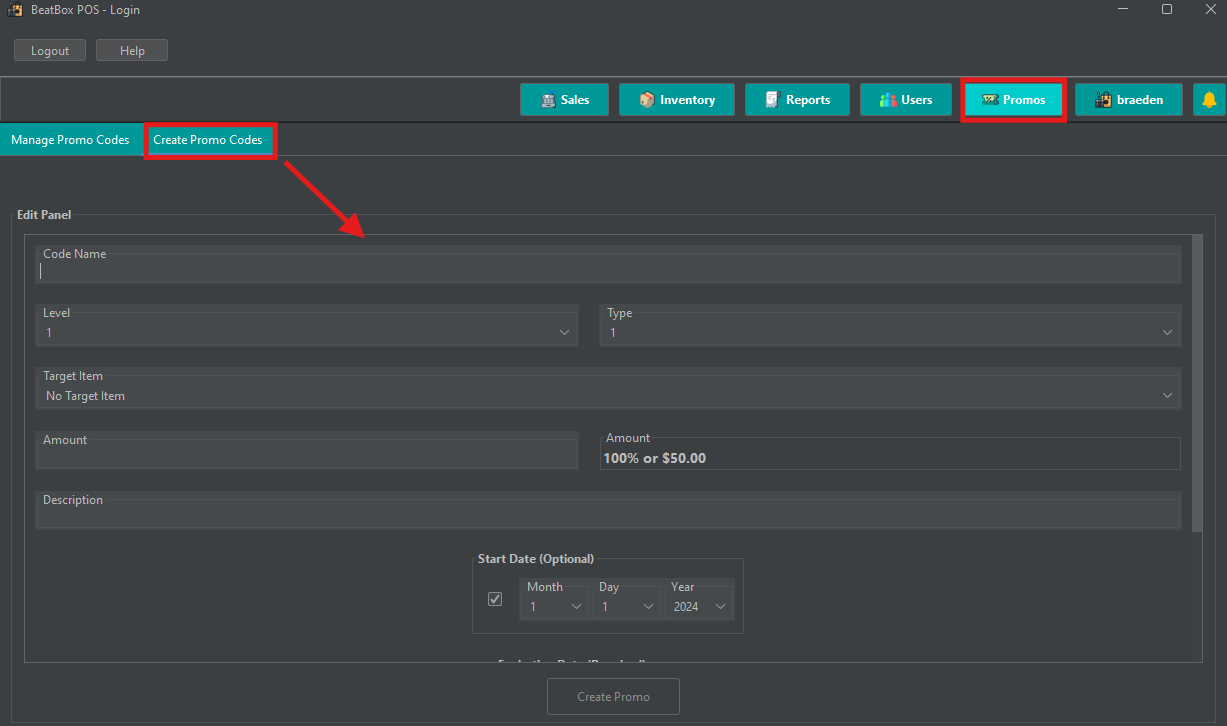 BeatBox POS - Login
Logout Help
Sales Inventory Reports Users Promos braeden
Manage Promo Codes Create Promo Codes
Edit Panel
Code Name
Level Type
1 1
Target Item
No Target Item
Amount Amount
100% or $50.00
Description
Start Date (Optional)
Month Day Year
1 1 2024
Create Promo